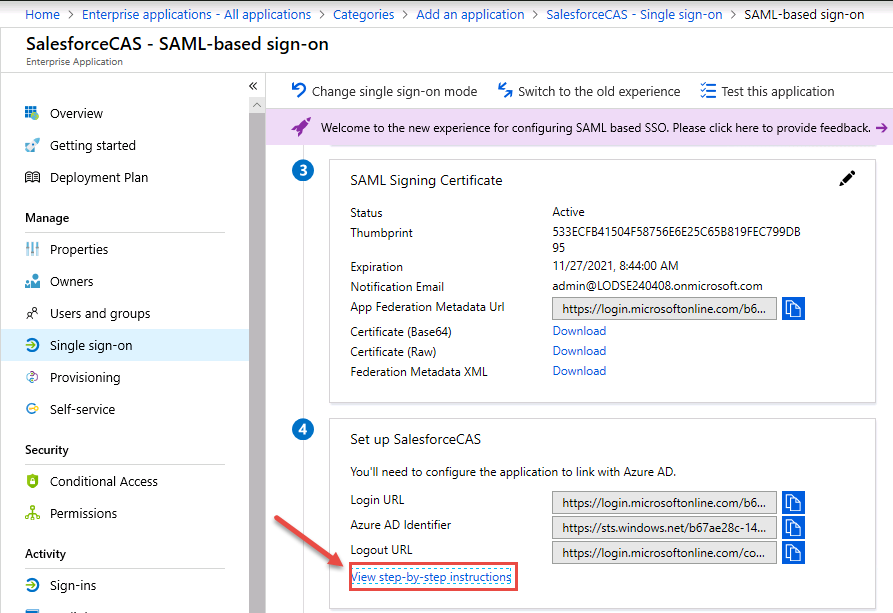 Home > Enterprise applications - All applications > Categories > Add an application > SalesforceCAS - Single sign-on > SAML-based sign-on
SalesforceCAS - SAML-based sign-on
Enterprise Application
Overview
Getting started
Deployment Plan
Manage
Properties
Owners
Users and groups
Single sign-on
Provisioning
Self-service
Security
Conditional Access
Permissions
Activity
Sign-ins
Change single sign-on mode
Switch to the old experience
Test this application
Welcome to the new experience for configuring SAML based SSO. Please click here to provide feedback. →
3
SAML Signing Certificate
Status Active
Thumbprint 533ECFB41504F58756E6E25C65B819FEC799DB
95
Expiration 11/27/2021, 8:44:00 AM
Notification Email admin@LODSE240408.onmicrosoft.com
App Federation Metadata Url https://login.microsoftonline.com/b6...
Certificate (Base64) Download
Certificate (Raw) Download
Federation Metadata XML Download
4
Set up SalesforceCAS
You'll need to configure the application to link with Azure AD.
Login URL https://login.microsoftonline.com/b6...
Azure AD Identifier https://sts.windows.net/b67ae28c-14...
Logout URL https://login.microsoftonline.com/co...
View step-by-step instructions